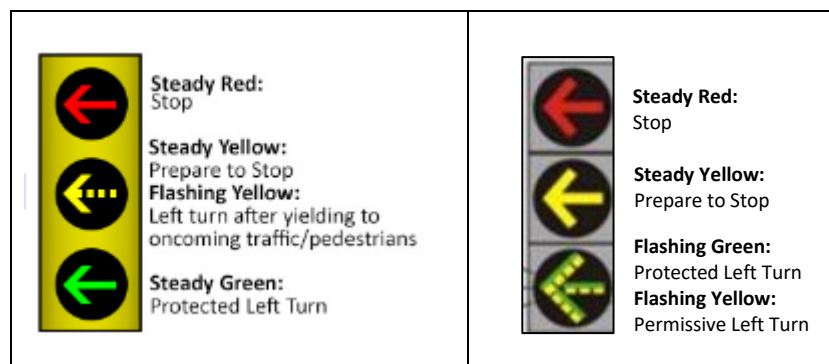 Steady Red:
Stop
Steady Yellow:
Prepare to Stop
Flashing Yellow:
Left turn after yielding to
oncoming traffic/pedestrians
Steady Green:
Protected Left Turn
Steady Red:
Stop
Steady Yellow:
Prepare to Stop
Flashing Green:
Protected Left Turn
Flashing Yellow:
Permissive Left Turn